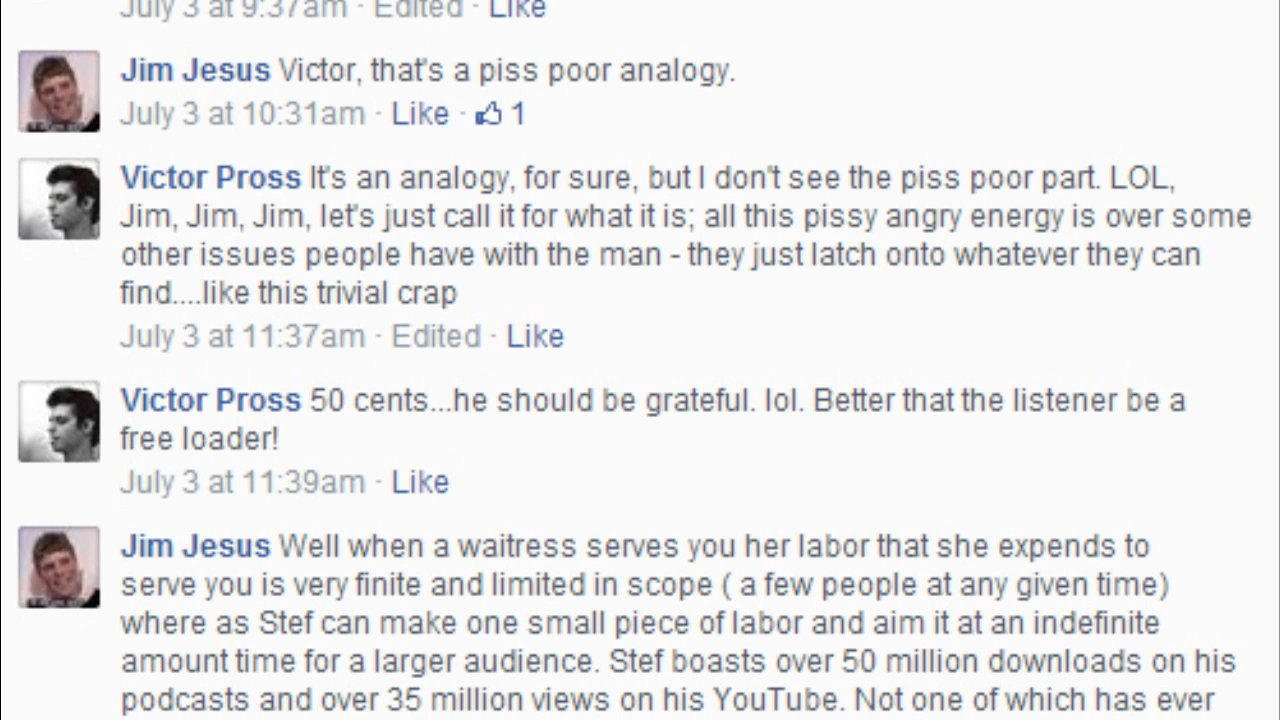 July 3 at 9:37am · Edited · Like
Jim Jesus Victor, that's a piss poor analogy.
July 3 at 10:31am · Like · 1
Victor Pross It's an analogy, for sure, but I don't see the piss poor part. LOL,
Jim, Jim, Jim, let's just call it for what it is; all this pissy angry energy is over some
other issues people have with the man - they just latch onto whatever they can
find....like this trivial crap
July 3 at 11:37am · Edited · Like
Victor Pross 50 cents...he should be grateful. lol. Better that the listener be a
free loader!
July 3 at 11:39am · Like
Jim Jesus Well when a waitress serves you her labor that she expends to
serve you is very finite and limited in scope ( a few people at any given time)
where as Stef can make one small piece of labor and aim it at an indefinite
amount time for a larger audience. Stef boasts over 50 million downloads on his
podcasts and over 35 million views on his YouTube. Not one of which has ever